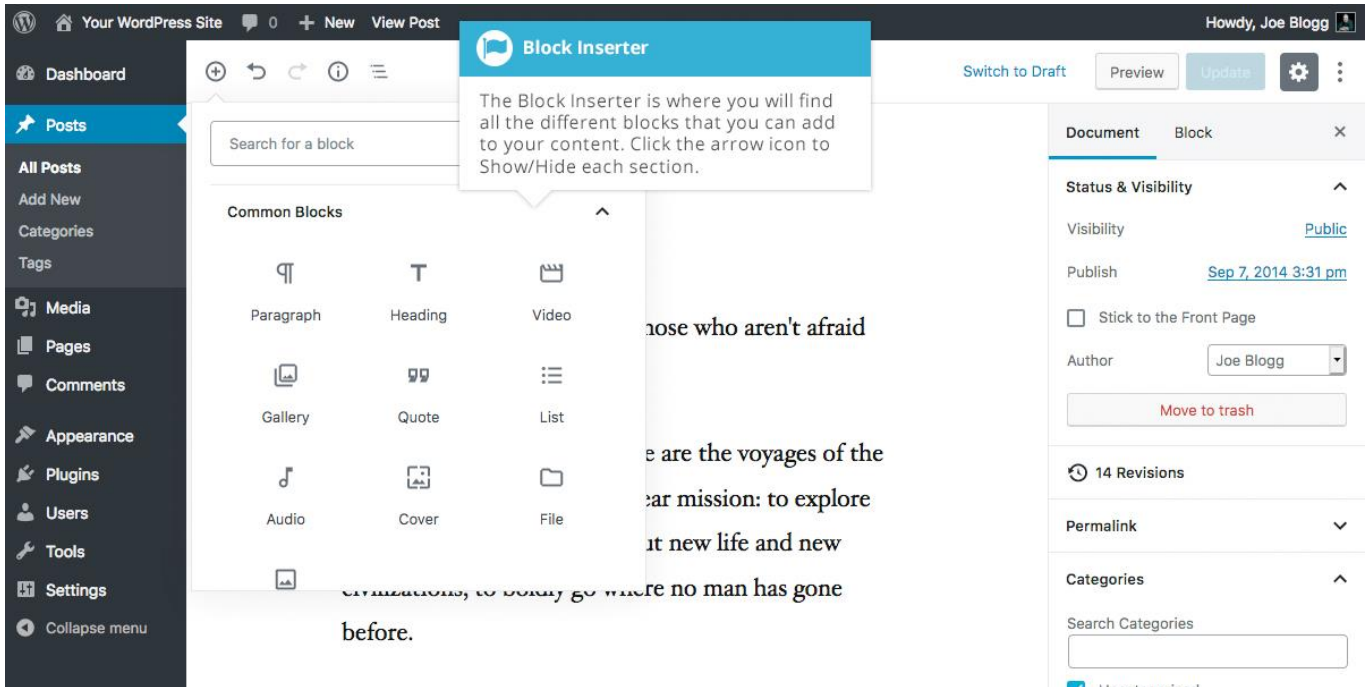 Your WordPress Site 0 New View Post Howdy, Joe Blogg
Dashboard
Posts
All Posts
Add New
Categories
Tags
Media
Pages
Comments
Appearance
Plugins
Users
Tools
Settings
Collapse menu
Switch to Draft Preview Update
Block Inserter
The Block Inserter is where you will find
all the different blocks that you can add
to your content. Click the arrow icon to
Show/Hide each section.
Search for a block
Common Blocks
Paragraph Heading Video
Gallery Quote List
Audio Cover File
who aren't afraid
are the voyages of the
mission: to explore
new life and new
civilizations, to boldly go where no man has gone
before.
Document Block
Status & Visibility
Visibility Public
Publish Sep 7, 2014 3:31 pm
Stick to the Front Page
Author Joe Blogg
Move to trash
14 Revisions
Permalink
Categories
Search Categories